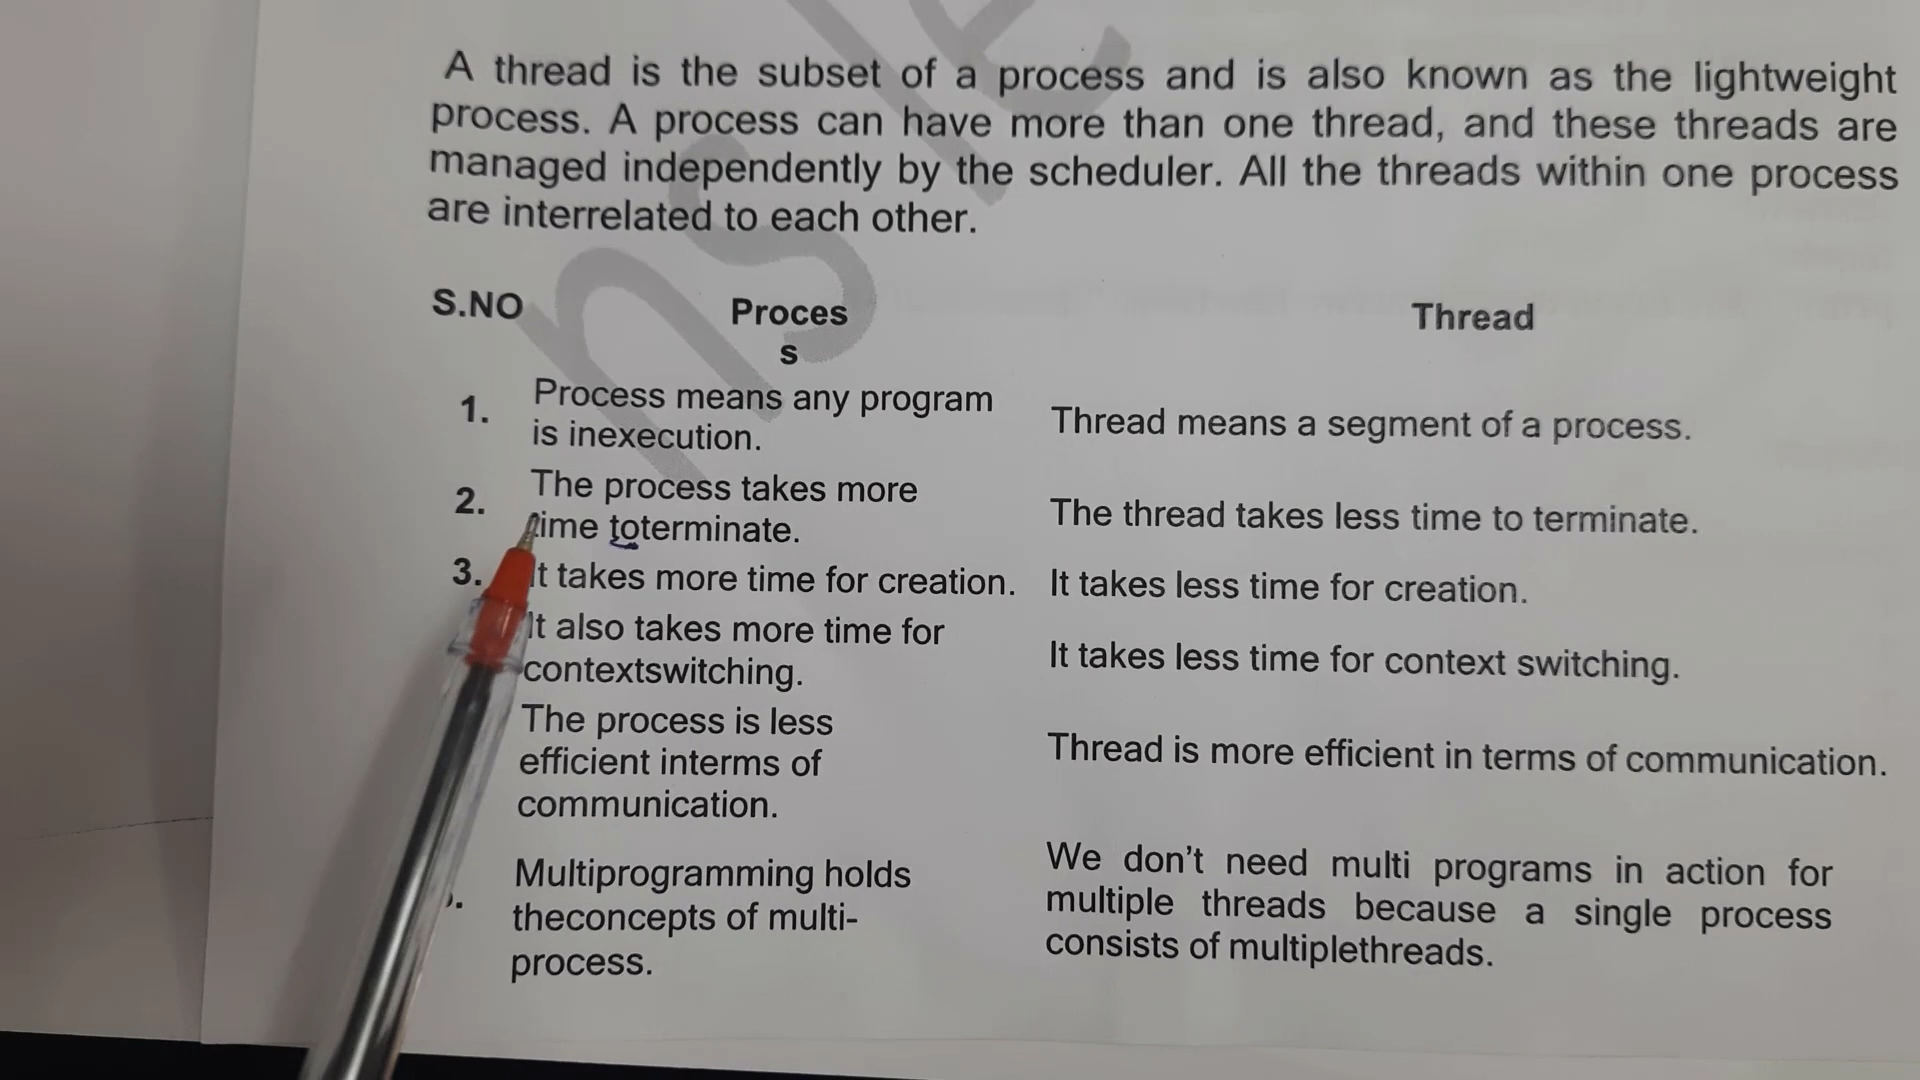 A thread is the subset of a process and is also known as the lightweight
process. A process can have more than one thread, and these threads are
managed independently by the scheduler. All the threads within one process
are interrelated to each other.
S.NO Proces Thread
s
1. Process means any program
is inexecution.
Thread means a segment of a process.
2. The process takes more
time toterminate.
The thread takes less time to terminate.
3. It takes more time for creation. It takes less time for creation.
It also takes more time for
contextswitching.
It takes less time for context switching.
The process is less
efficient interms of
communication.
Thread is more efficient in terms of communication.
Multiprogramming holds
theconcepts of multi-
process.
We don't need multi programs in action for
multiple threads because a single process
consists of multiplethreads.